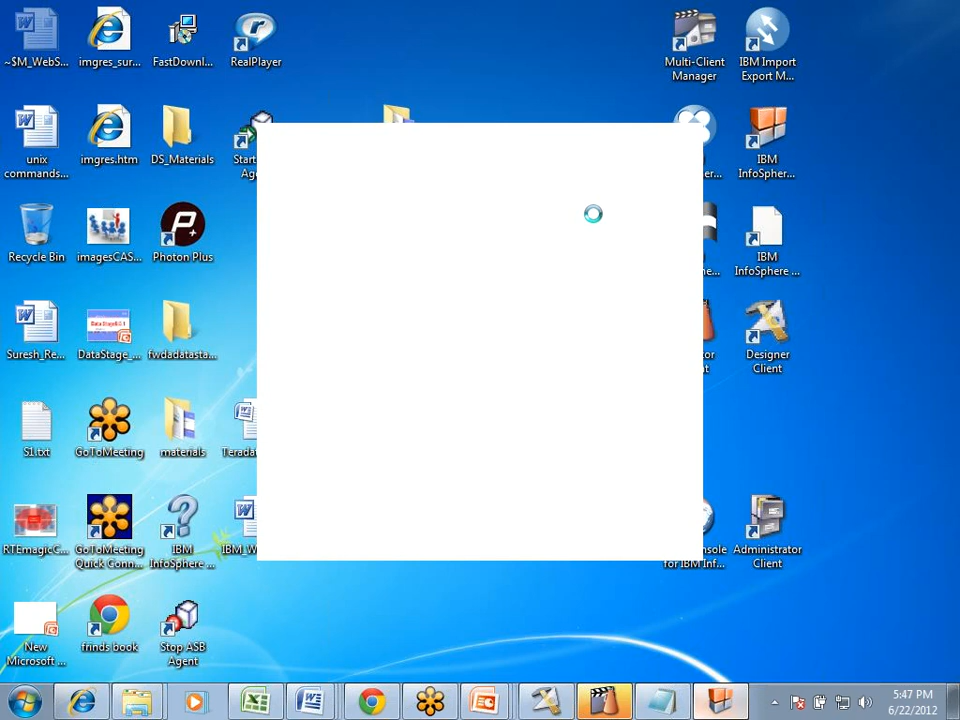 ~$M_WebS...
imgres_sur...
FastDownl...
RealPlayer
Multi-Client
Manager
IBM Import
Export M...
unix
commands...
imgres.htm
DS_Materials
Start
Age
IBM
InfoSpher...
Recycle Bin
imagesCAS...
Photon Plus
IBM
InfoSphere ...
Suresh_Re...
DataStage_...
fwdadatasta...
Designer
Client
S1.txt
GoToMeeting
materials
Terada
RTEmagicC...
GoToMeeting
Quick Conn...
IBM
InfoSphere ...
IBM_W
for IBM Inf...
Administrator
Client
New
Microsoft ...
frinds book
Stop ASB
Agent
5:47 PM
6/22/2012